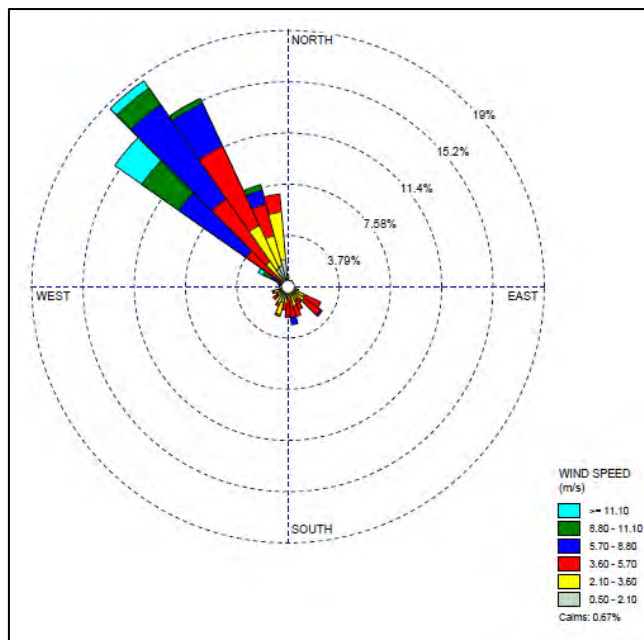 NORTH
19%
15.2%
11.4%
7.58%
3.79%
WEST
EAST
SOUTH
WIND SPEED
(m/s)
>= 11.10
8.80 - 11.10
5.70 - 8.80
3.60 - 5.70
2.10 - 3.60
0.50 - 2.10
Calms: 0.67%